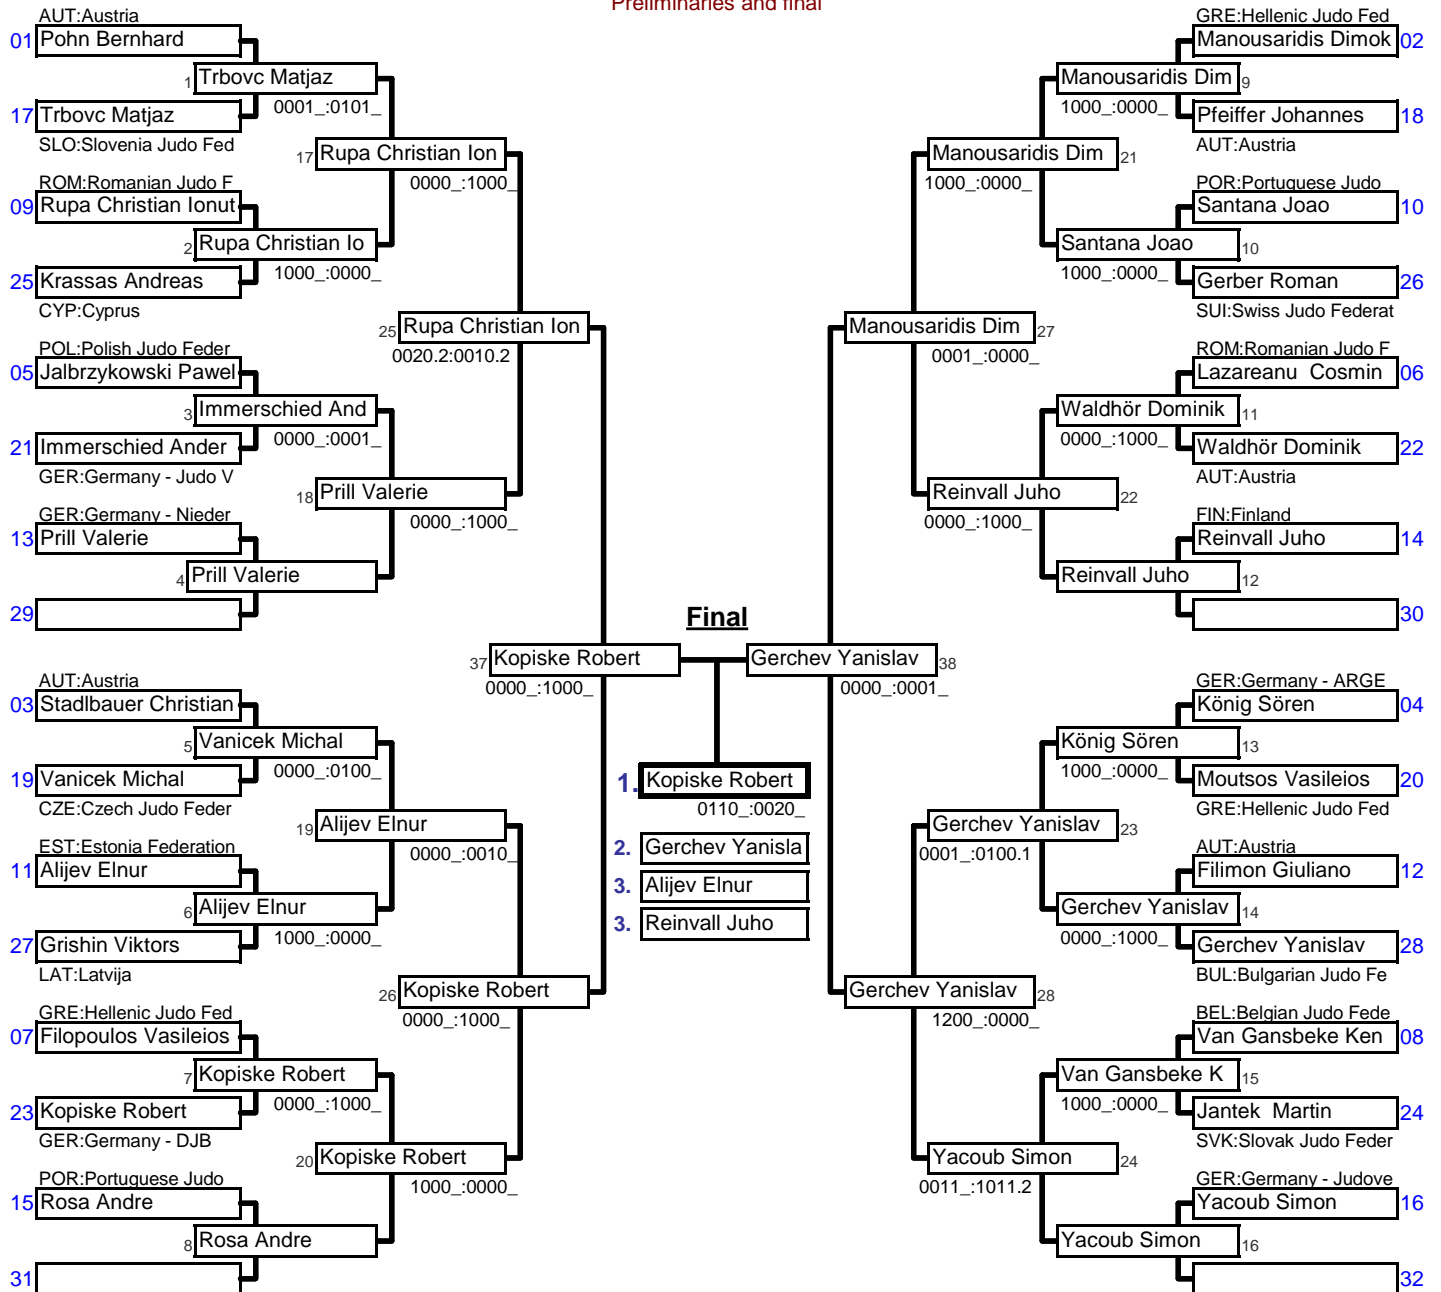 Preliminaries and final
AUT:Austria
01 Pohn Bernhard
1 Trbovc Matjaz
0001_:0101_
17 Trbovc Matjaz
SLO:Slovenia Judo Fed
17 Rupa Christian Ion
0000_:1000_
ROM:Romanian Judo F
09 Rupa Christian Ionut
2 Rupa Christian Io
1000_:0000_
25 Krassas Andreas
CYP:Cyprus
25 Rupa Christian Ion
0020.2:0010.2
POL:Polish Judo Feder
05 Jalbrzykowski Pawel
3 Immerschied And
0000_:0001_
21 Immerschied Ander
GER:Germany - Judo V
18 Prill Valerie
0000_:1000_
GER:Germany - Nieder
13 Prill Valerie
4 Prill Valerie
29
37 Kopiske Robert
0000_:1000_
AUT:Austria
03 Stadlbauer Christian
5 Vanicek Michal
0000_:0100_
19 Vanicek Michal
CZE:Czech Judo Feder
19 Alijev Elnur
0000_:0010_
EST:Estonia Federation
11 Alijev Elnur
6 Alijev Elnur
1000_:0000_
27 Grishin Viktors
LAT:Latvija
26 Kopiske Robert
0000_:1000_
GRE:Hellenic Judo Fed
07 Filopoulos Vasileios
7 Kopiske Robert
0000_:1000_
23 Kopiske Robert
GER:Germany - DJB
20 Kopiske Robert
1000_:0000_
POR:Portuguese Judo
15 Rosa Andre
8 Rosa Andre
31
Final
1. Kopiske Robert
0110_:0020_
2. Gerchev Yanisla
3. Alijev Elnur
3. Reinvall Juho
GRE:Hellenic Judo Fed
Manousaridis Dimok 02
Manousaridis Dim 9
1000_:0000_
Pfeiffer Johannes 18
AUT:Austria
Manousaridis Dim 21
1000_:0000_
POR:Portuguese Judo
Santana Joao 10
Santana Joao 10
1000_:0000_
Gerber Roman 26
SUI:Swiss Judo Federat
Manousaridis Dim 27
0001_:0000_
ROM:Romanian Judo F
Lazareanu Cosmin 06
Waldhör Dominik 11
0000_:1000_
Waldhör Dominik 22
AUT:Austria
Reinvall Juho 22
0000_:1000_
FIN:Finland
Reinvall Juho 14
Reinvall Juho 12
30
Gerchev Yanislav 38
0000_:0001_
GER:Germany - ARGE
König Sören 04
König Sören 13
1000_:0000_
Moutsos Vasileios 20
GRE:Hellenic Judo Fed
Gerchev Yanislav 23
0001_:0100.1
AUT:Austria
Filimon Giuliano 12
Gerchev Yanislav 14
0000_:1000_
Gerchev Yanislav 28
BUL:Bulgarian Judo Fe
Gerchev Yanislav 28
1200_:0000_
BEL:Belgian Judo Fede
Van Gansbeke Ken 08
Van Gansbeke K 15
1000_:0000_
Jantek Martin 24
SVK:Slovak Judo Feder
Yacoub Simon 24
0011_:1011.2
GER:Germany - Judove
Yacoub Simon 16
Yacoub Simon 16
32